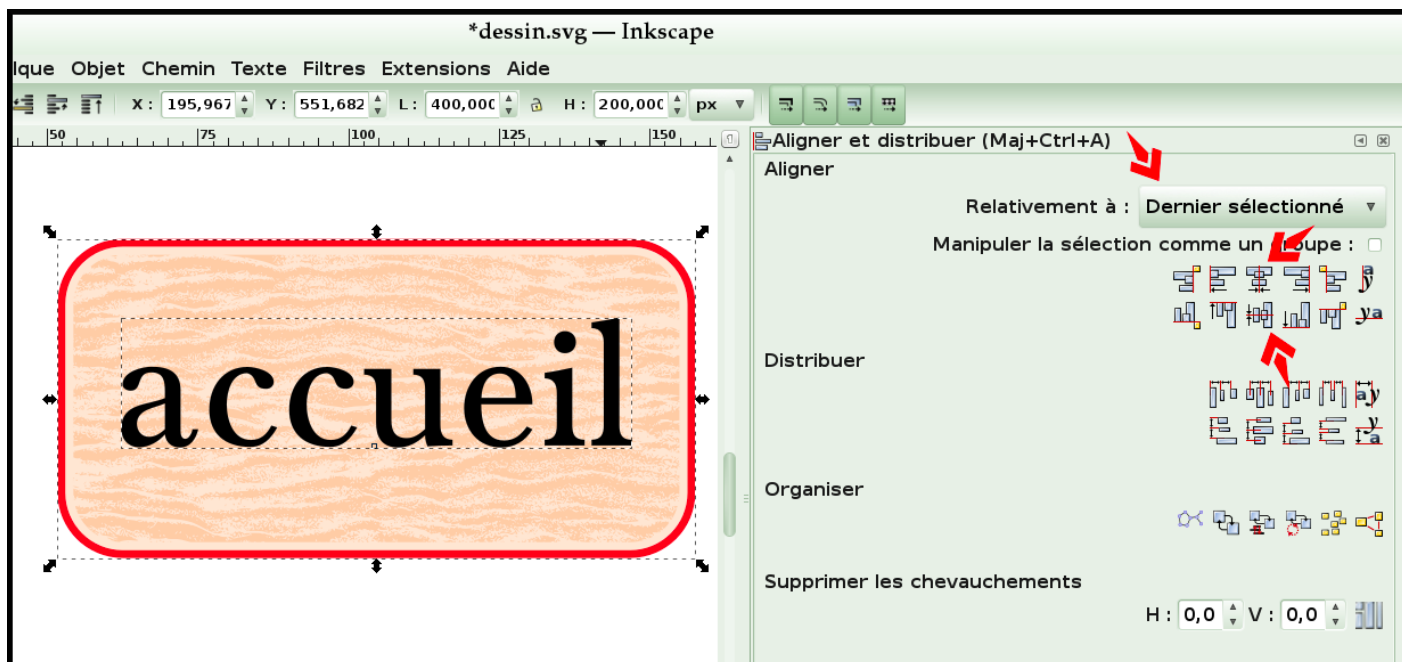 *dessin.svg — Inkscape
ique Objet Chemin Texte Filtres Extensions Aide
X : 195,967 Y : 551,682 L : 400,000 H : 200,000 px
50 75 100 125 150
Aligner et distribuer (Maj+Ctrl+A)
Aligner
Relativement à : Dernier sélectionné
Manipuler la sélection comme un groupe :
accueil
Distribuer
Organiser
Supprimer les chevauchements
H : 0,0 V : 0,0